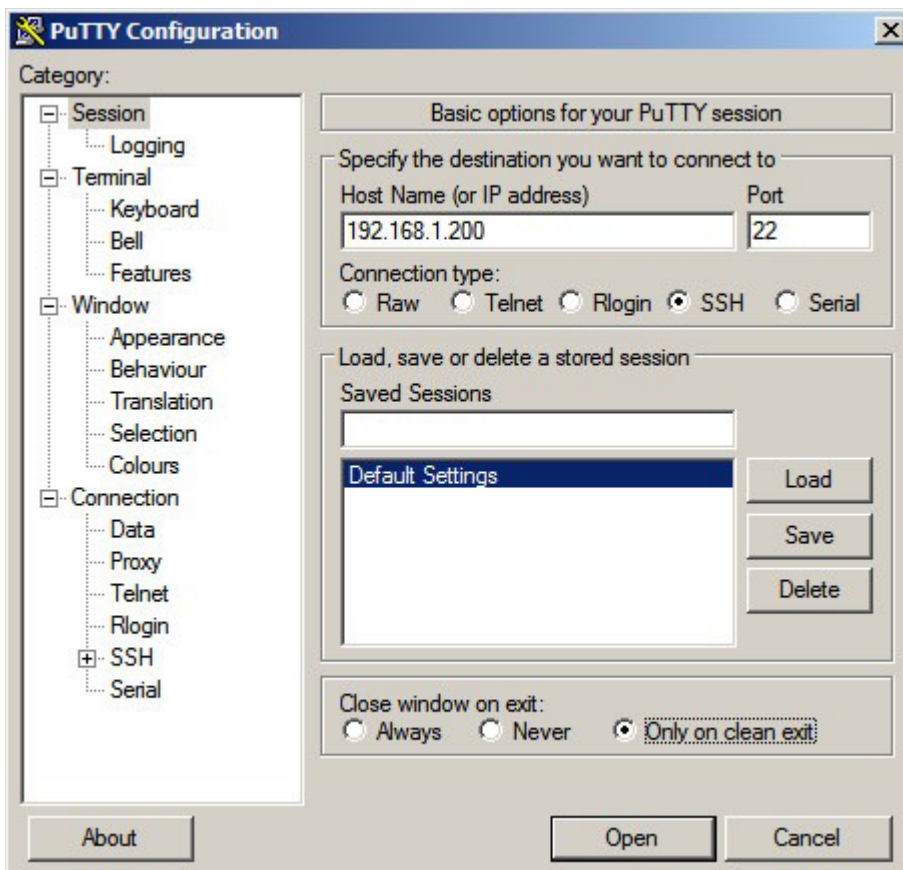 PuTTY Configuration
Category:
Session
Logging
Terminal
Keyboard
Bell
Features
Window
Appearance
Behaviour
Translation
Selection
Colours
Connection
Data
Proxy
Telnet
Rlogin
SSH
Serial
Basic options for your PuTTY session
Specify the destination you want to connect to
Host Name (or IP address) Port
192.168.1.200 22
Connection type:
Raw Telnet Rlogin SSH Serial
Load, save or delete a stored session
Saved Sessions
Default Settings
Load
Save
Delete
Close window on exit:
Always Never Only on clean exit
About Open Cancel